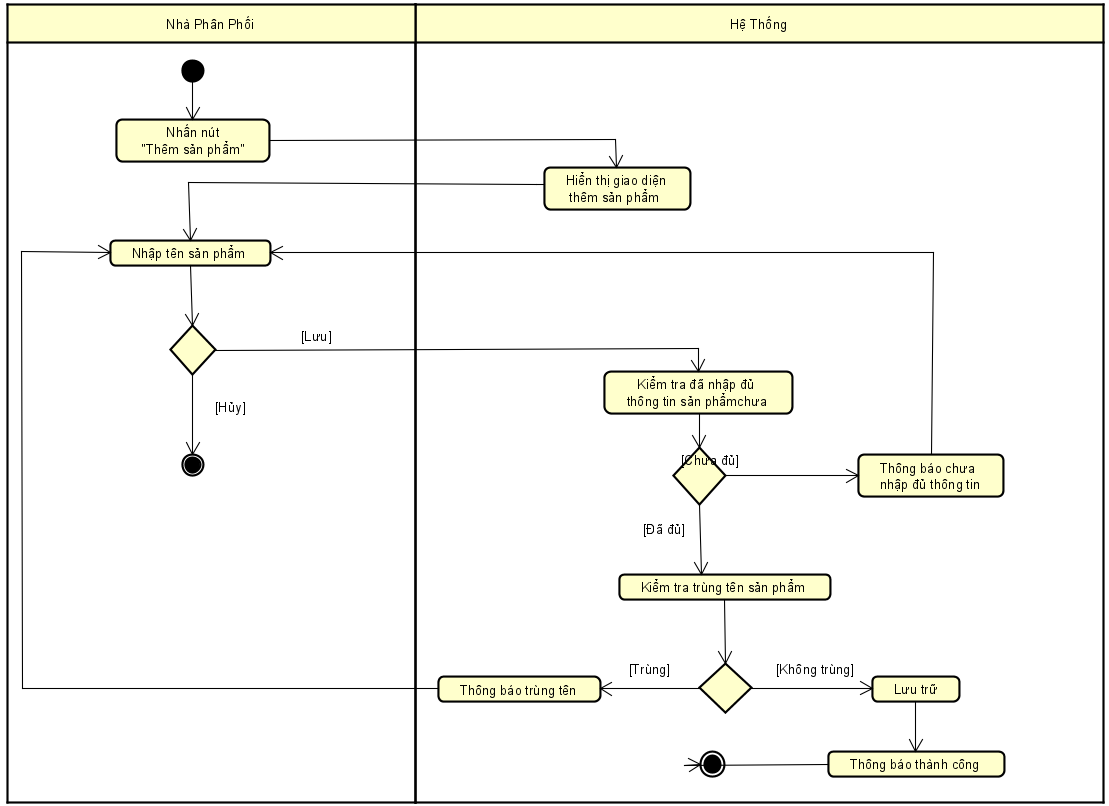 Nhà Phân Phối
Hệ Thống
Nhấn nút
"Thêm sản phẩm"
Hiển thị giao diện
thêm sản phẩm
Nhập tên sản phẩm
[Lưu]
Kiểm tra đã nhập đủ
thông tin sản phẩmchưa
[Hủy]
[Chưa đủ]
Thông báo chưa
nhập đủ thông tin
[Đã đủ]
Kiểm tra trùng tên sản phẩm
[Trùng]
[Không trùng]
Thông báo trùng tên
Lưu trữ
Thông báo thành công